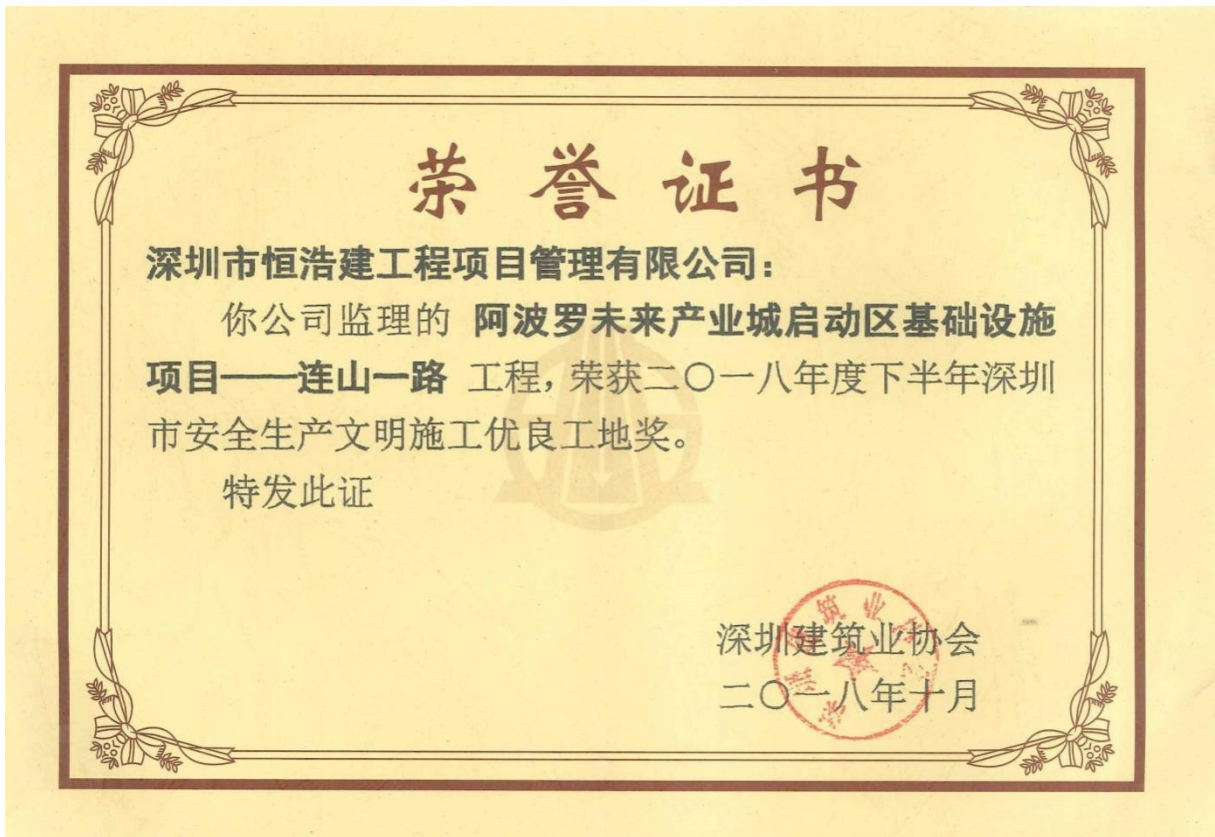 荣誉证书
深圳市恒浩建工程项目管理有限公司：
你公司监理的 阿波罗未来产业城启动区基础设施
项目——连山一路 工程，荣获二〇一八年度下半年深圳
市安全生产文明施工优良工地奖。
特发此证
深圳建筑业协会
二〇一八年十月